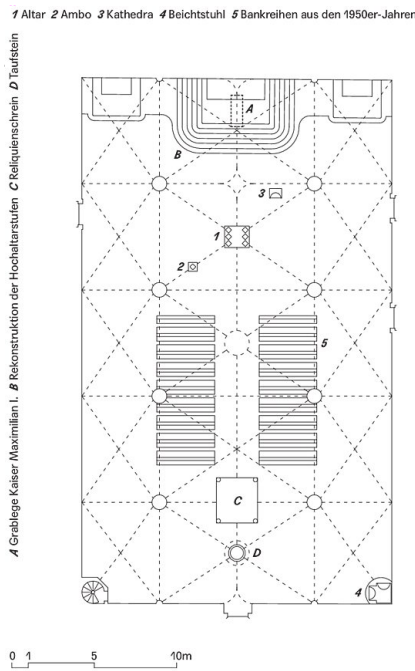 1 Altar 2 Ambo 3 Kathedra 4 Beichtstuhl 5 Bankreihen aus den 1950er-Jahren
A Grablege Kaiser Maximilian I. B Rekonstruktion der Hochaltarstufen C Reliquienschrein D Taufstein
A
B
3
1
2
5
C
D
4
0 1 5 10m